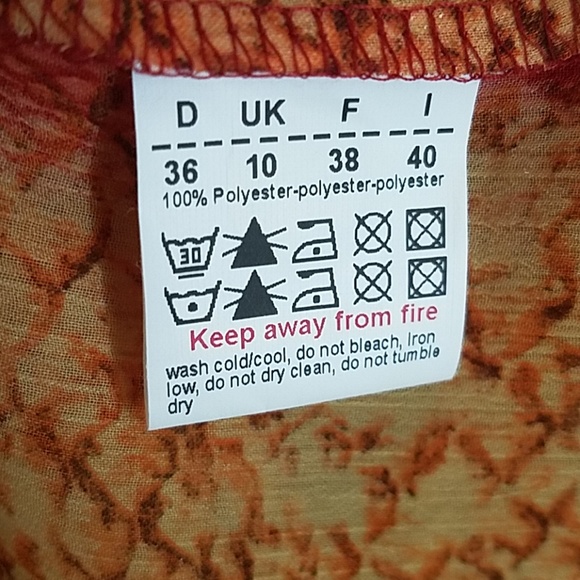 D UK F I
36 10 38 40
100% Polyester-polyester-polyester
30
Keep away from fire
wash cold/cool, do not bleach, Iron
low, do not dry clean, do not tumble
dry